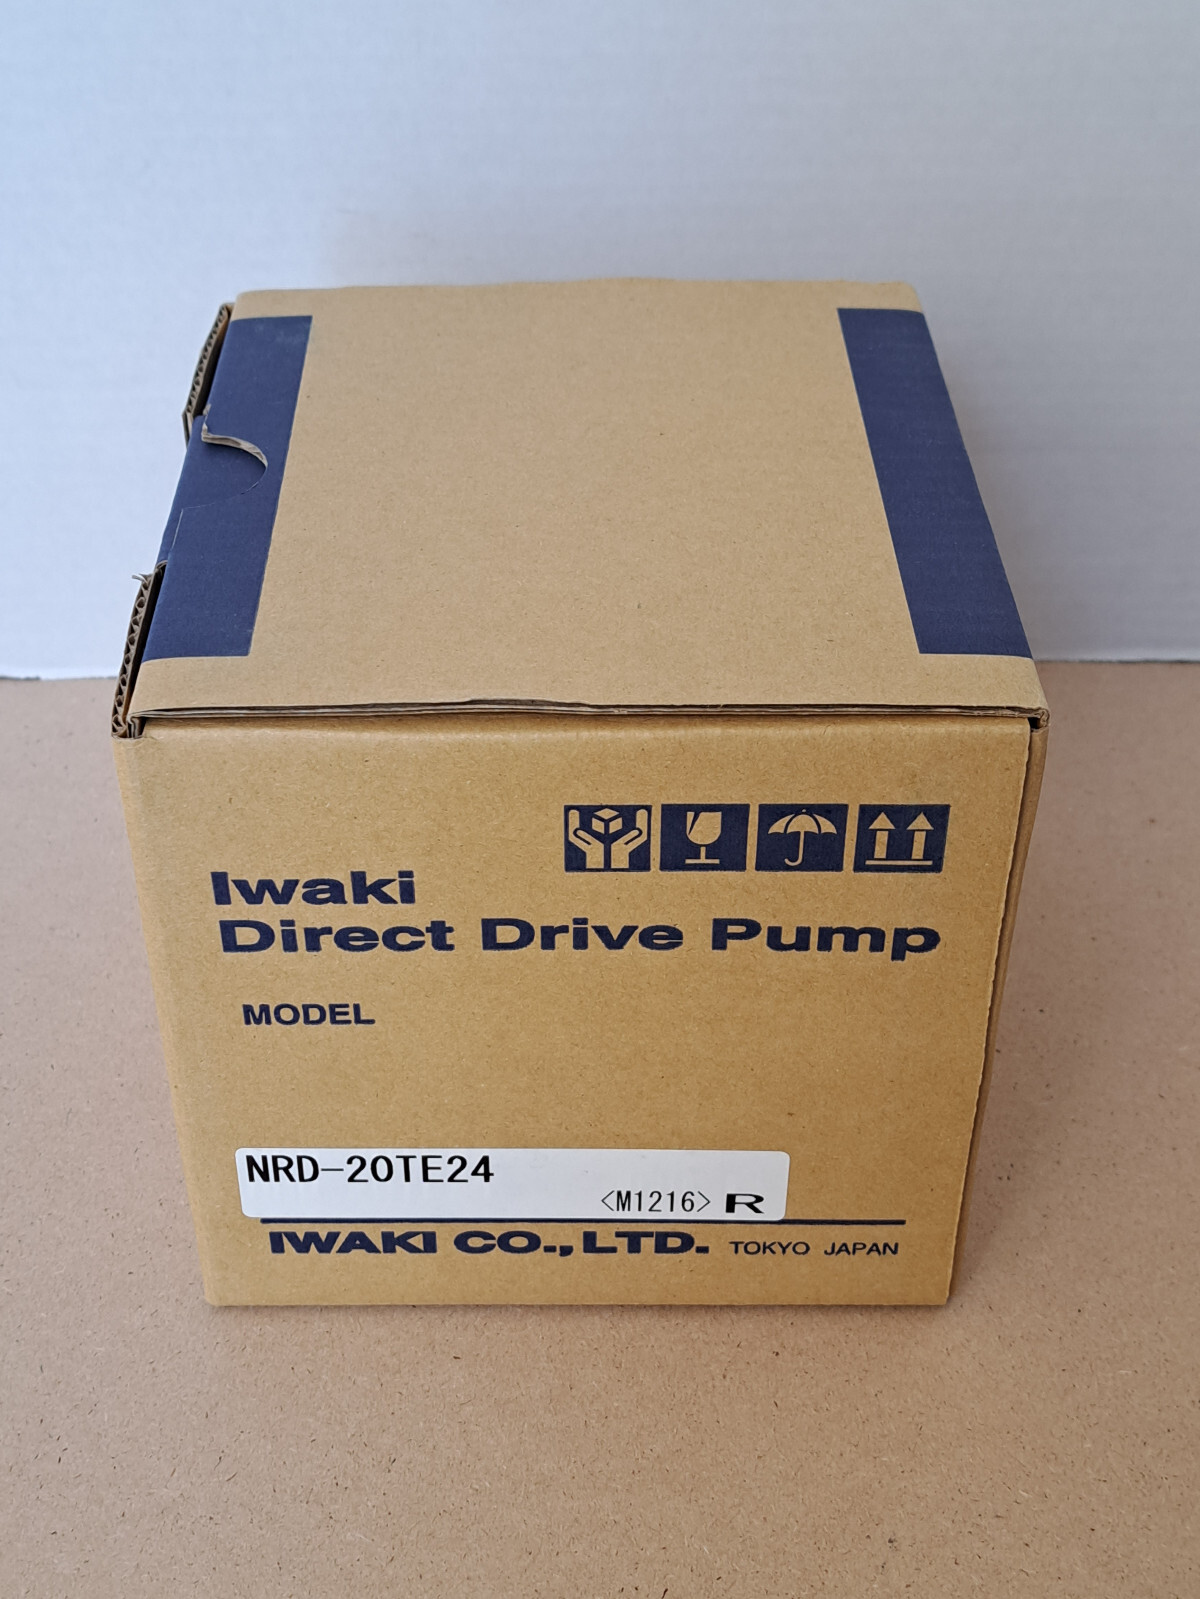 Iwaki
Direct Drive Pump
MODEL
NRD-20TE24
<M1216> R
IWAKI CO.,LTD. TOKYO JAPAN